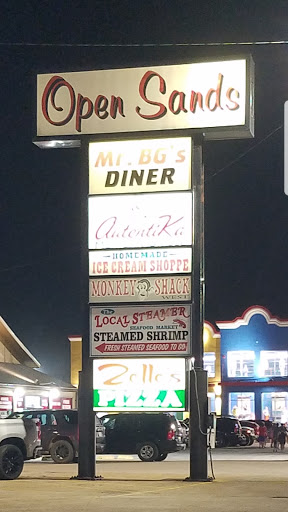 Open Sands
Mr. BG's
DINER
AutentiKa
HOMEMADE
ICE CREAM SHOPPE
MONKEY SHACK
WEST
The
LOCAL STEAMER
SEAFOOD MARKET
STEAMED SHRIMP
FRESH STEAMED SEAFOOD TO GO
Zollo's
PIZZA